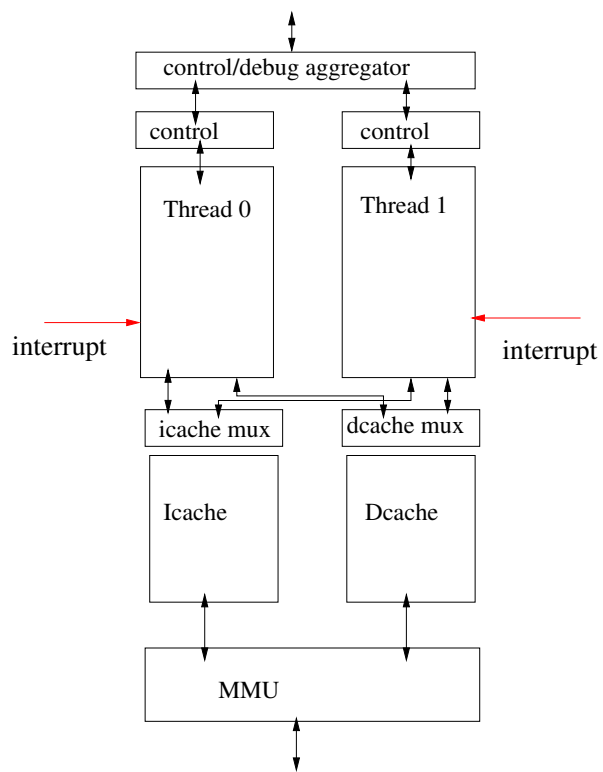 control/debug aggregator
control
control
Thread 0
Thread 1
interrupt
interrupt
icache mux
dcache mux
Icache
Dcache
MMU